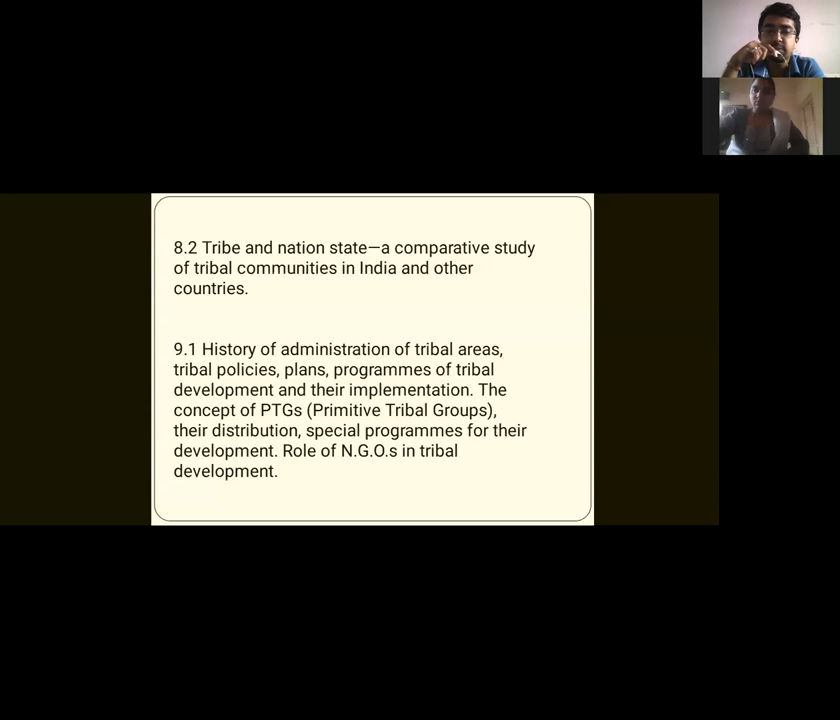 8.2 Tribe and nation state—a comparative study
of tribal communities in India and other
countries.
9.1 History of administration of tribal areas,
tribal policies, plans, programmes of tribal
development and their implementation. The
concept of PTGs (Primitive Tribal Groups),
their distribution, special programmes for their
development. Role of N.G.O.s in tribal
development.